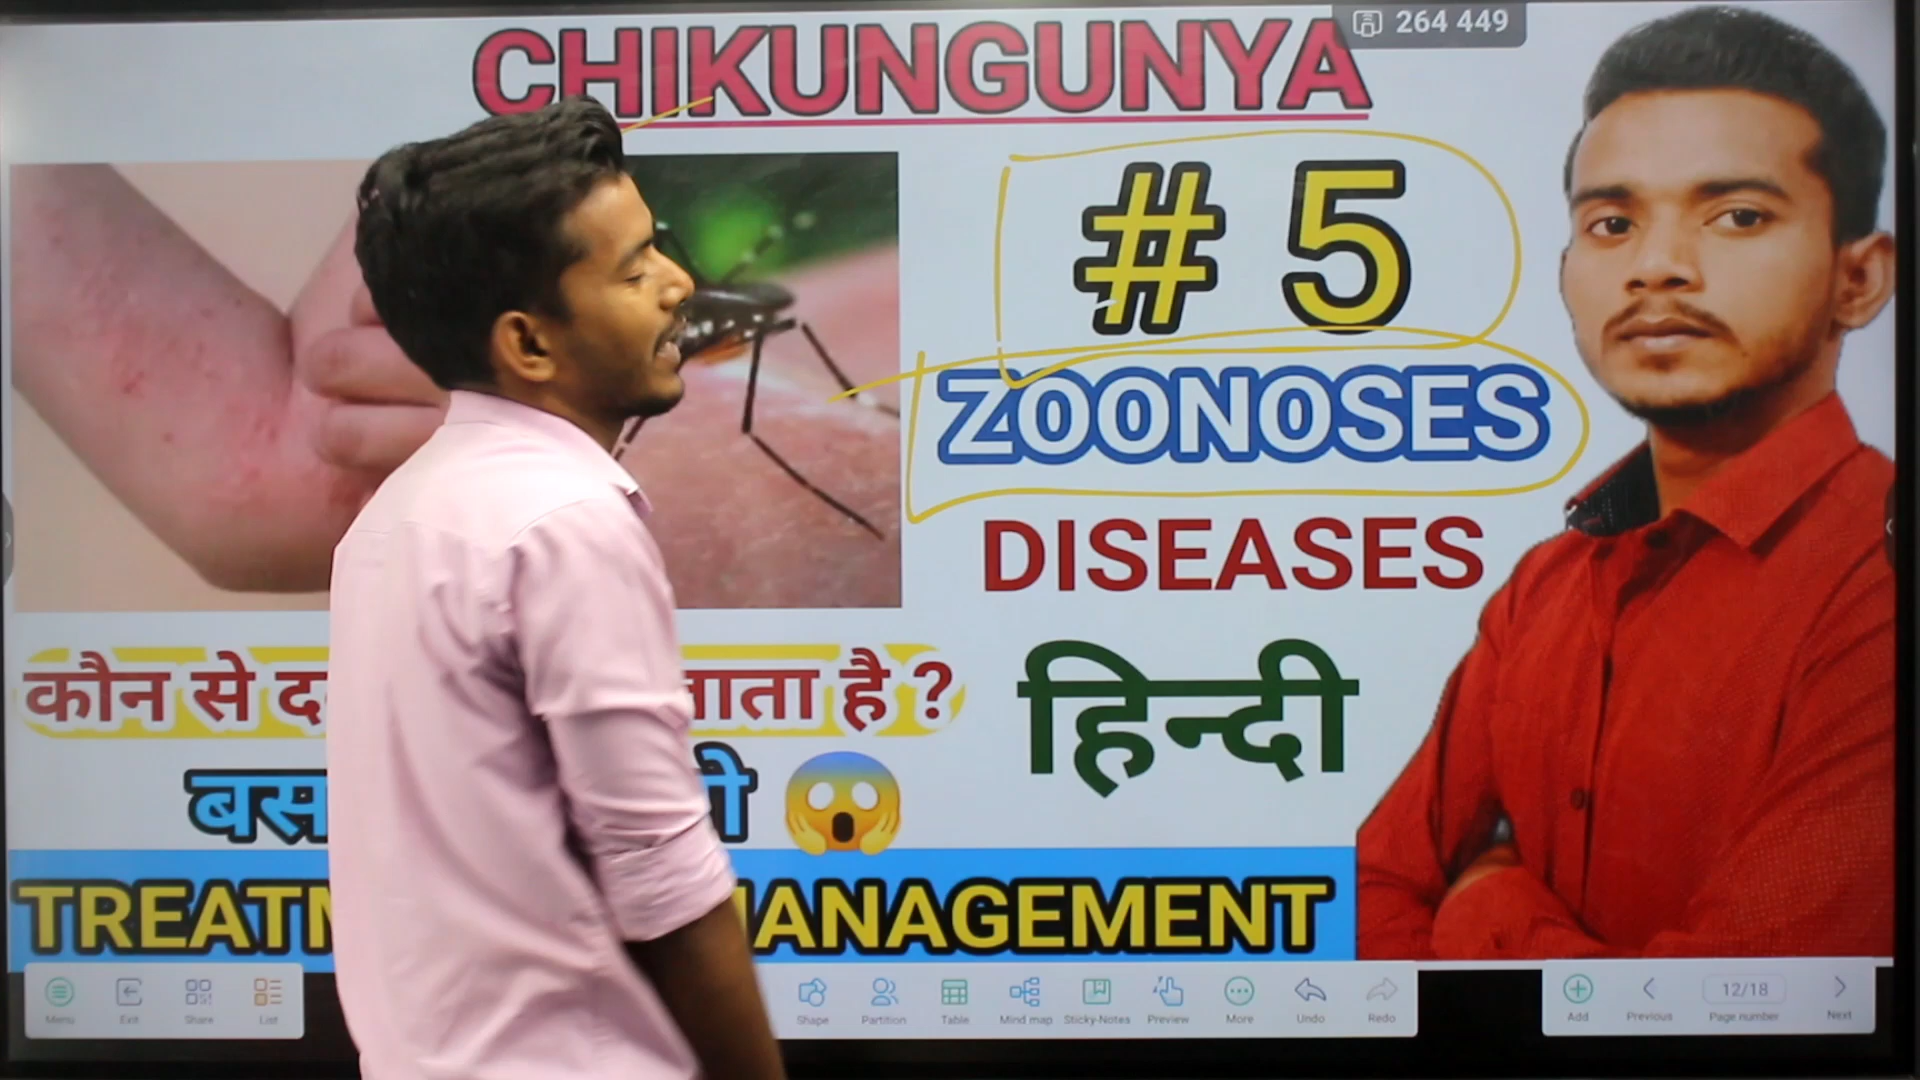 CHIKUNGUNYA
264 449
# 5
ZOONOSES
DISEASES
कौन से है ?
हिन्दी
बस
TREATM ANAGEMENT
Menu Exit Share List Shape Partition Table Mind map Sticky-Notes Preview More Undo Redo Add Previous Page number Next
12/18